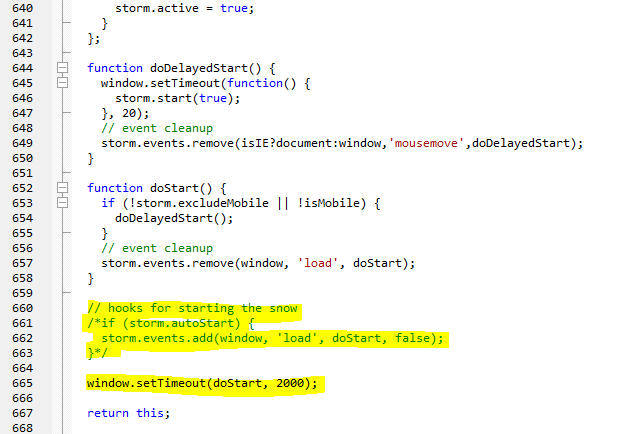 640 storm.active = true;
641 }
642 };
643
644 function doDelayedStart() {
645 window.setTimeout(function() {
646 storm.start(true);
647 }, 20);
648 // event cleanup
649 storm.events.remove(isIE?document:window,'mousemove',doDelayedStart);
650 }
651
652 function doStart() {
653 if (!storm.excludeMobile || !isMobile) {
654 doDelayedStart();
655 }
656 // event cleanup
657 storm.events.remove(window, 'load', doStart);
658 }
659
660 // hooks for starting the snow
661 /*if (storm.autoStart) {
662 storm.events.add(window, 'load', doStart, false);
663 }*/
664
665 window.setTimeout(doStart, 2000);
666
667 return this;
668